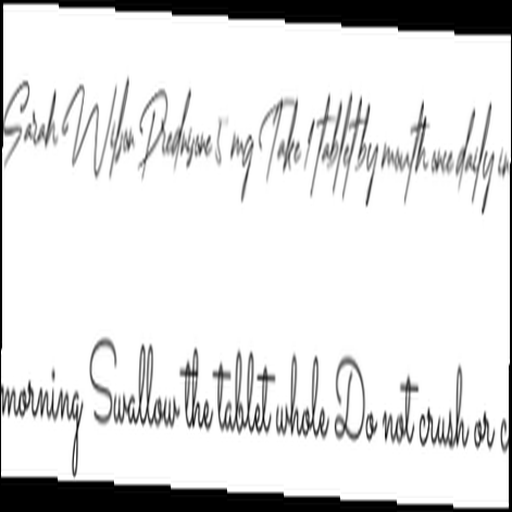 Sarah Wilson Prednisone 5 mg Take 1 tablet by mouth once daily in
morning Swallow the tablet whole Do not crush or c